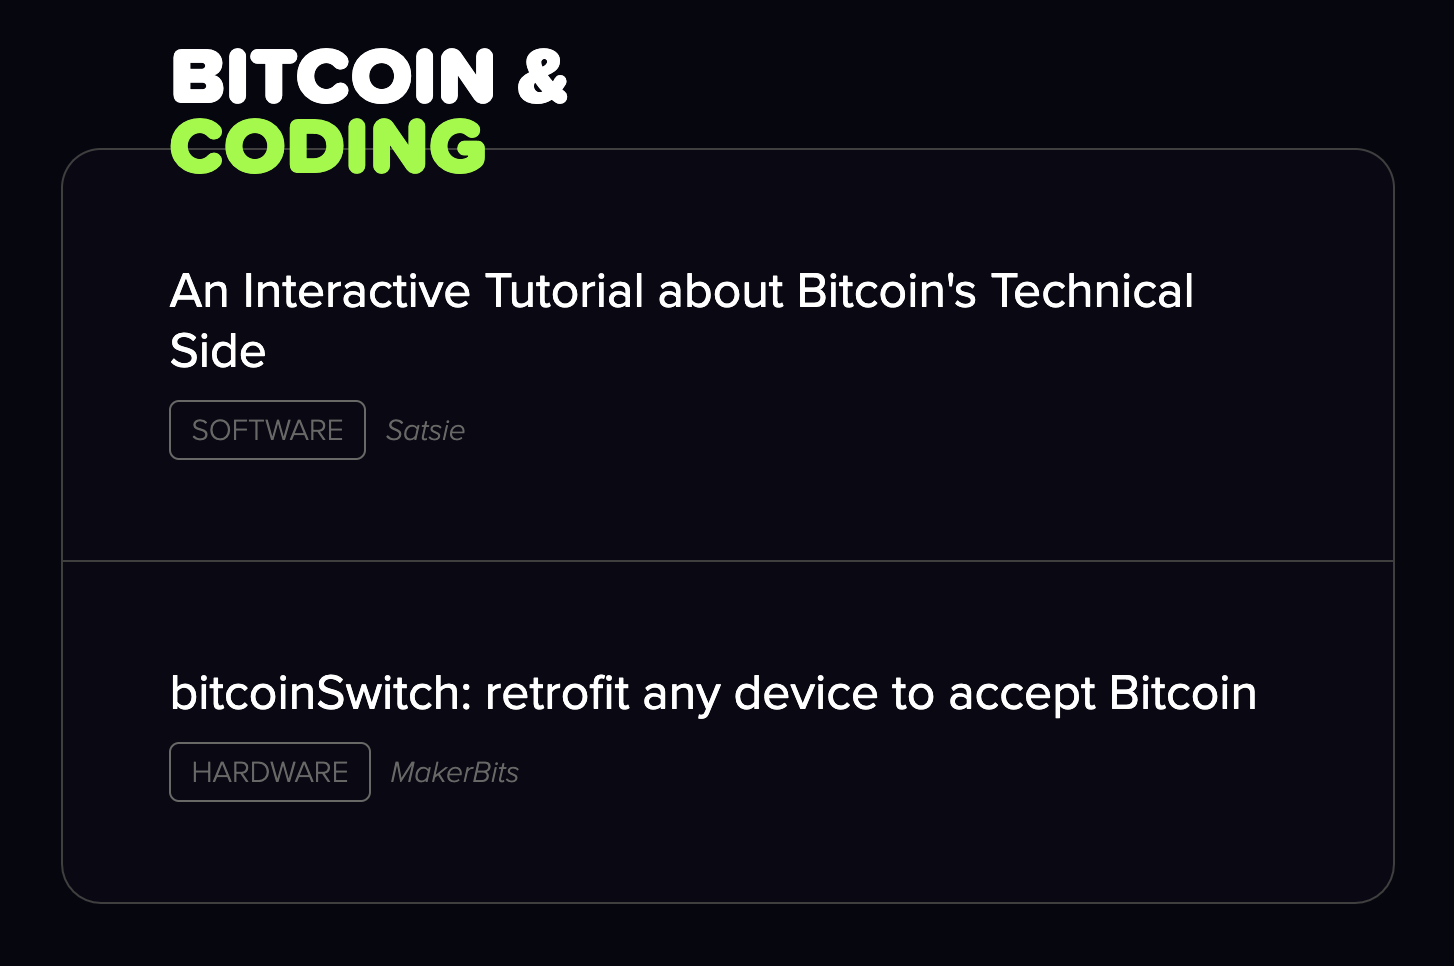 BITCOIN &
CODING
An Interactive Tutorial about Bitcoin's Technical
Side
SOFTWARE Satsie
bitcoinSwitch: retrofit any device to accept Bitcoin
HARDWARE MakerBits